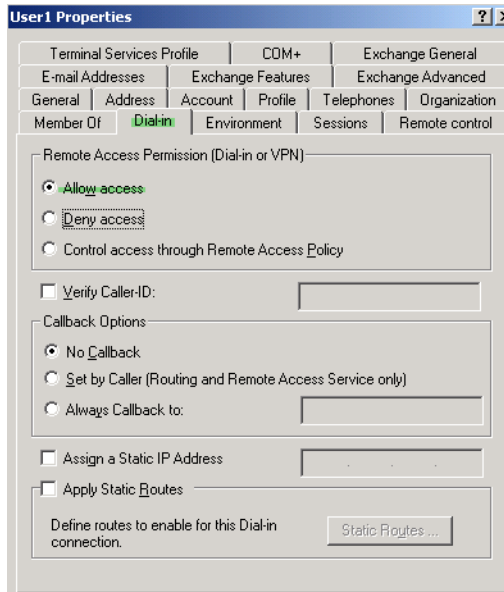 User1 Properties ? X
Terminal Services Profile COM+ Exchange General
E-mail Addresses Exchange Features Exchange Advanced
General Address Account Profile Telephones Organization
Member Of Dial-in Environment Sessions Remote control
Remote Access Permission (Dial-in or VPN)
Allow access
Deny access
Control access through Remote Access Policy
Verify Caller-ID:
Callback Options
No Callback
Set by Caller (Routing and Remote Access Service only)
Always Callback to:
Assign a Static IP Address
Apply Static Routes
Define routes to enable for this Dial-in
connection.
Static Routes ...